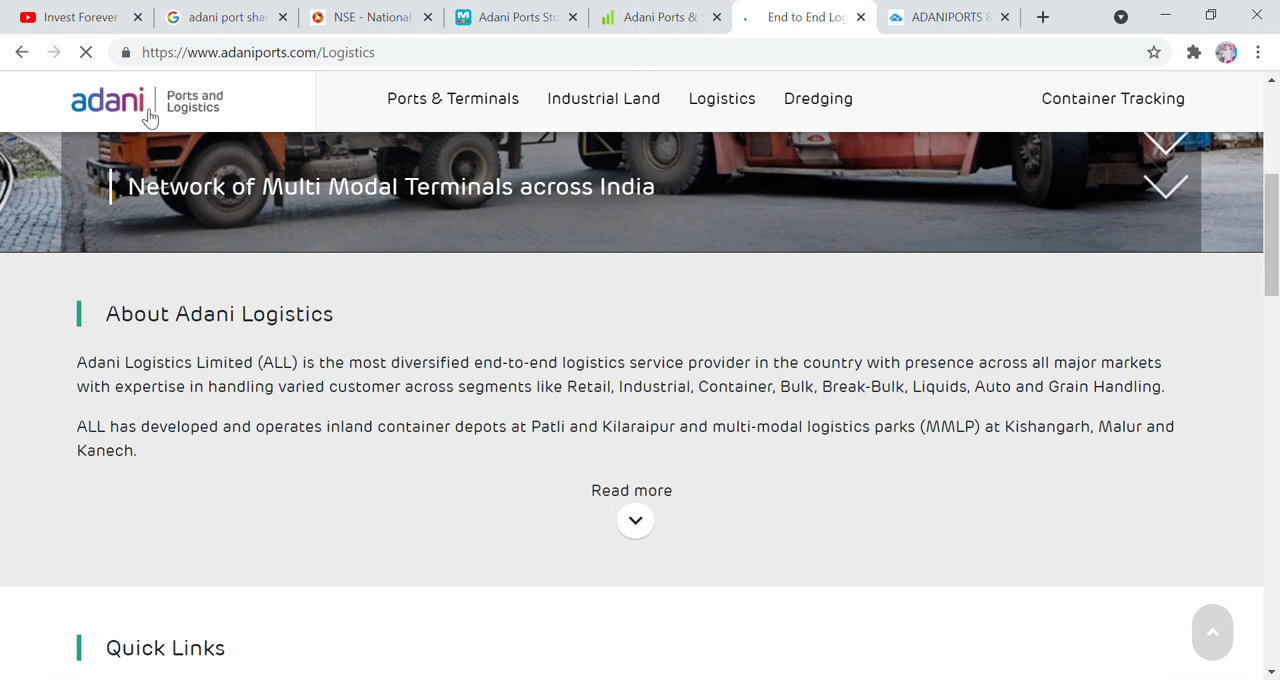 Invest Forever
adani port shar
NSE - National
Adani Ports Sto
Adani Ports & S
End to End Log
ADANIPORTS 8
https://www.adaniports.com/Logistics
adani
Ports and
Logistics
Ports & Terminals
Industrial Land
Logistics
Dredging
Container Tracking
Network of Multi Modal Terminals across India
About Adani Logistics
Adani Logistics Limited (ALL) is the most diversified end-to-end logistics service provider in the country with presence across all major markets
with expertise in handling varied customer across segments like Retail, Industrial, Container, Bulk, Break-Bulk, Liquids, Auto and Grain Handling.
ALL has developed and operates inland container depots at Patli and Kilaraipur and multi-modal logistics parks (MMLP) at Kishangarh, Malur and
Kanech.
Read more
Quick Links